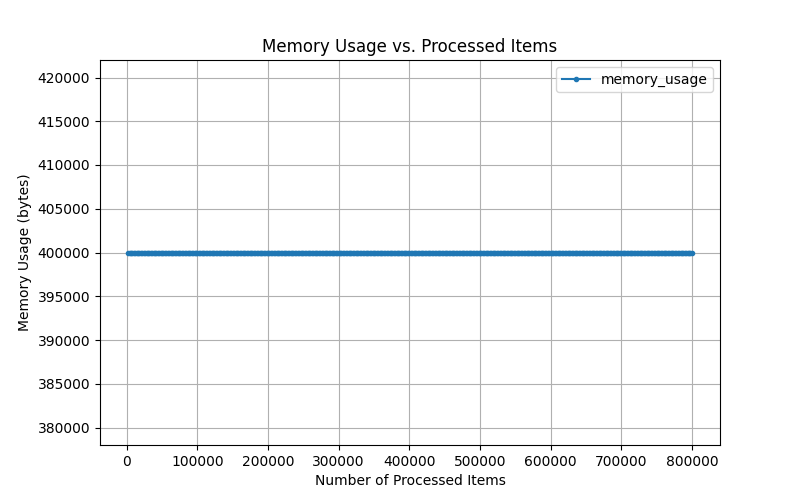 Memory Usage vs. Processed Items
memory_usage
Memory Usage (bytes)
420000
415000
410000
405000
400000
395000
390000
385000
380000
0 100000 200000 300000 400000 500000 600000 700000 800000
Number of Processed Items